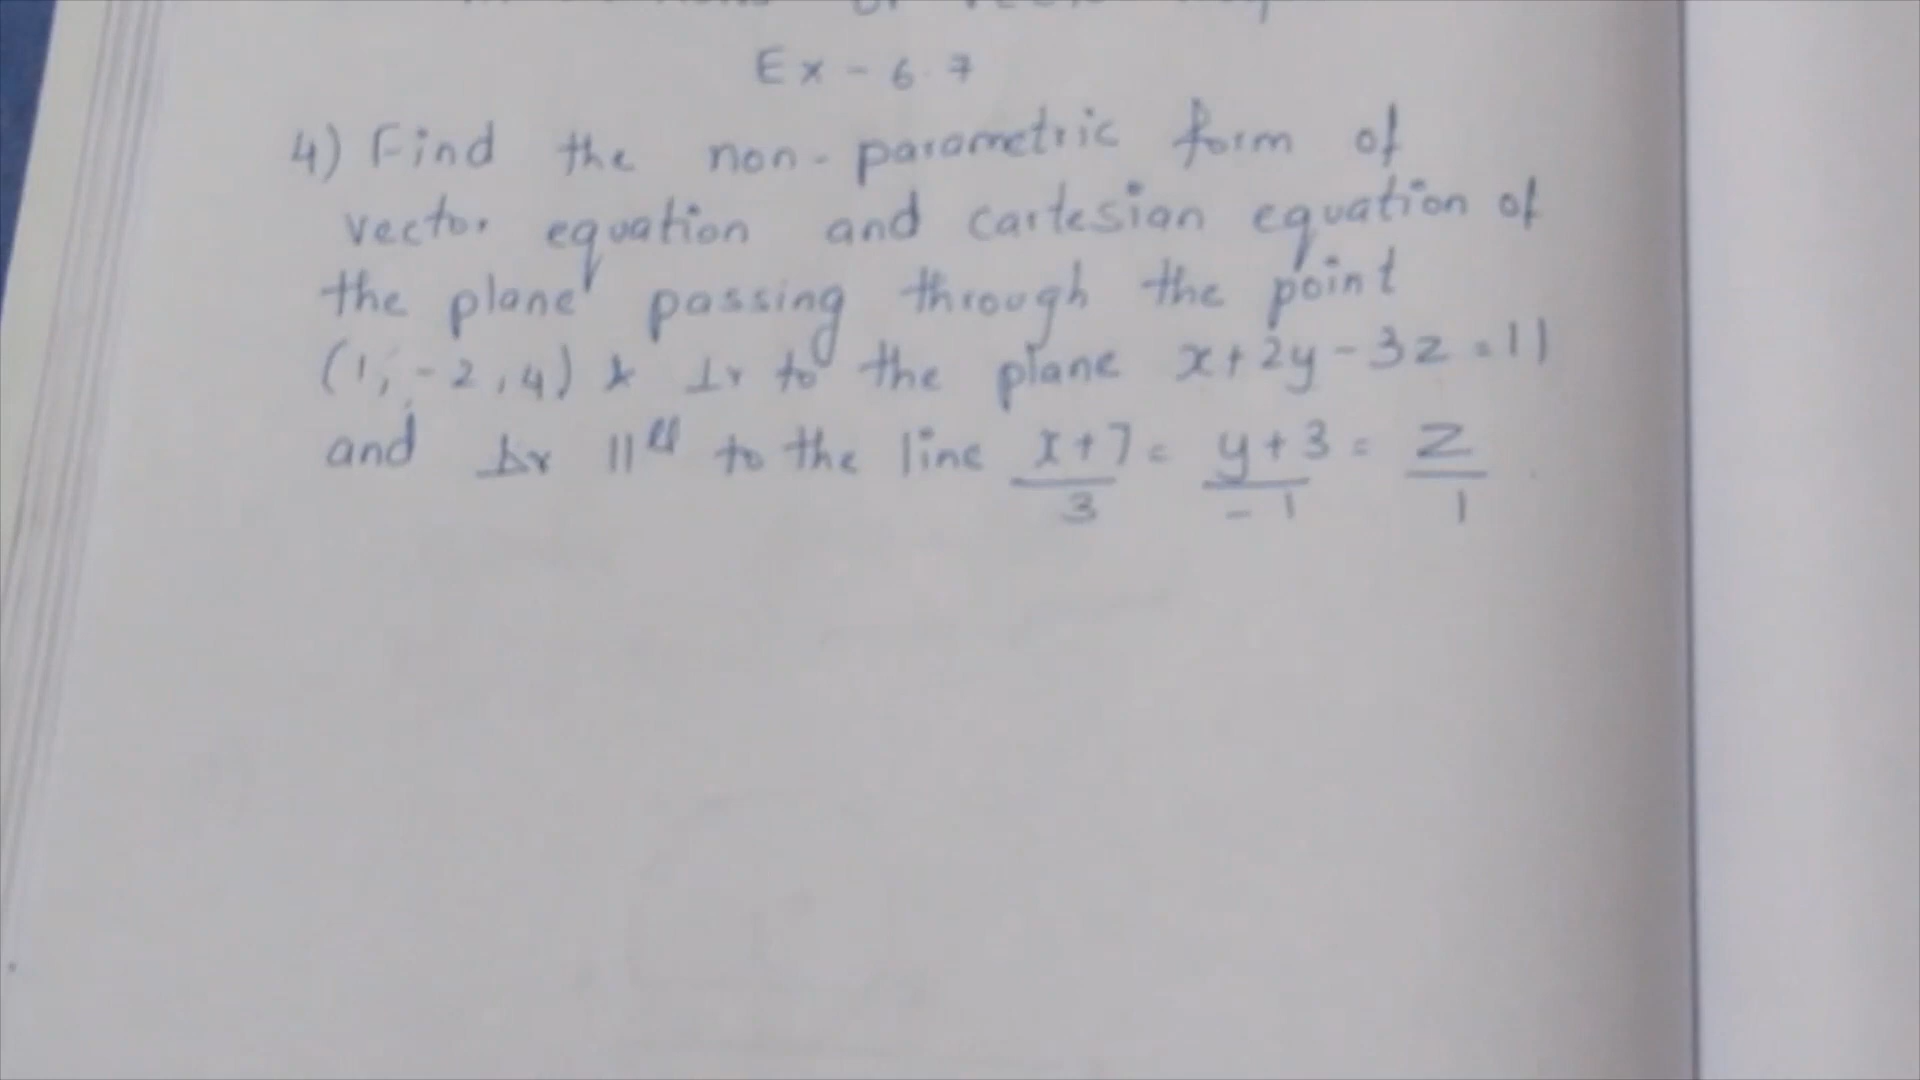 Ex - 6.7
4) Find the non-parametric form of
vector equation and cartesian equation of
the plane passing through the point
(1, -2, 4) & ⊥r to the plane x+2y-3z=11
and ||el to the line x+7/3 = y+3/-1 = z/1